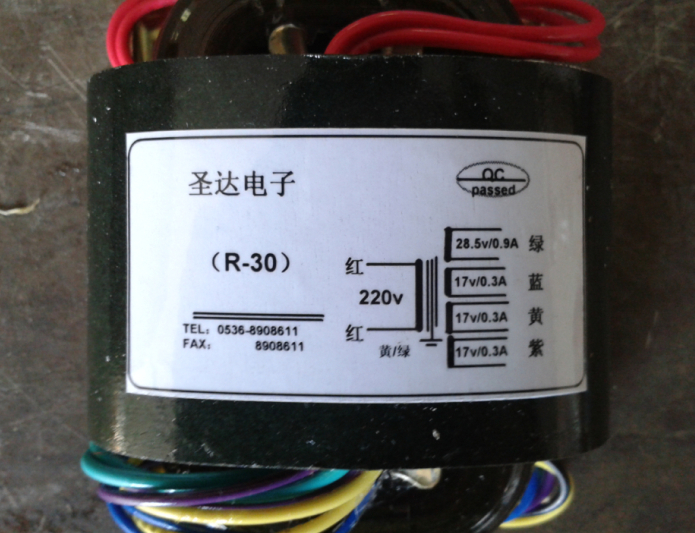 圣达电子
QC
passed
（R-30）
TEL： 0536-8908611
FAX： 8908611
红
220v
红
黄/绿
28.5v/0.9A 绿
17v/0.3A 蓝
17v/0.3A 黄
17v/0.3A 紫